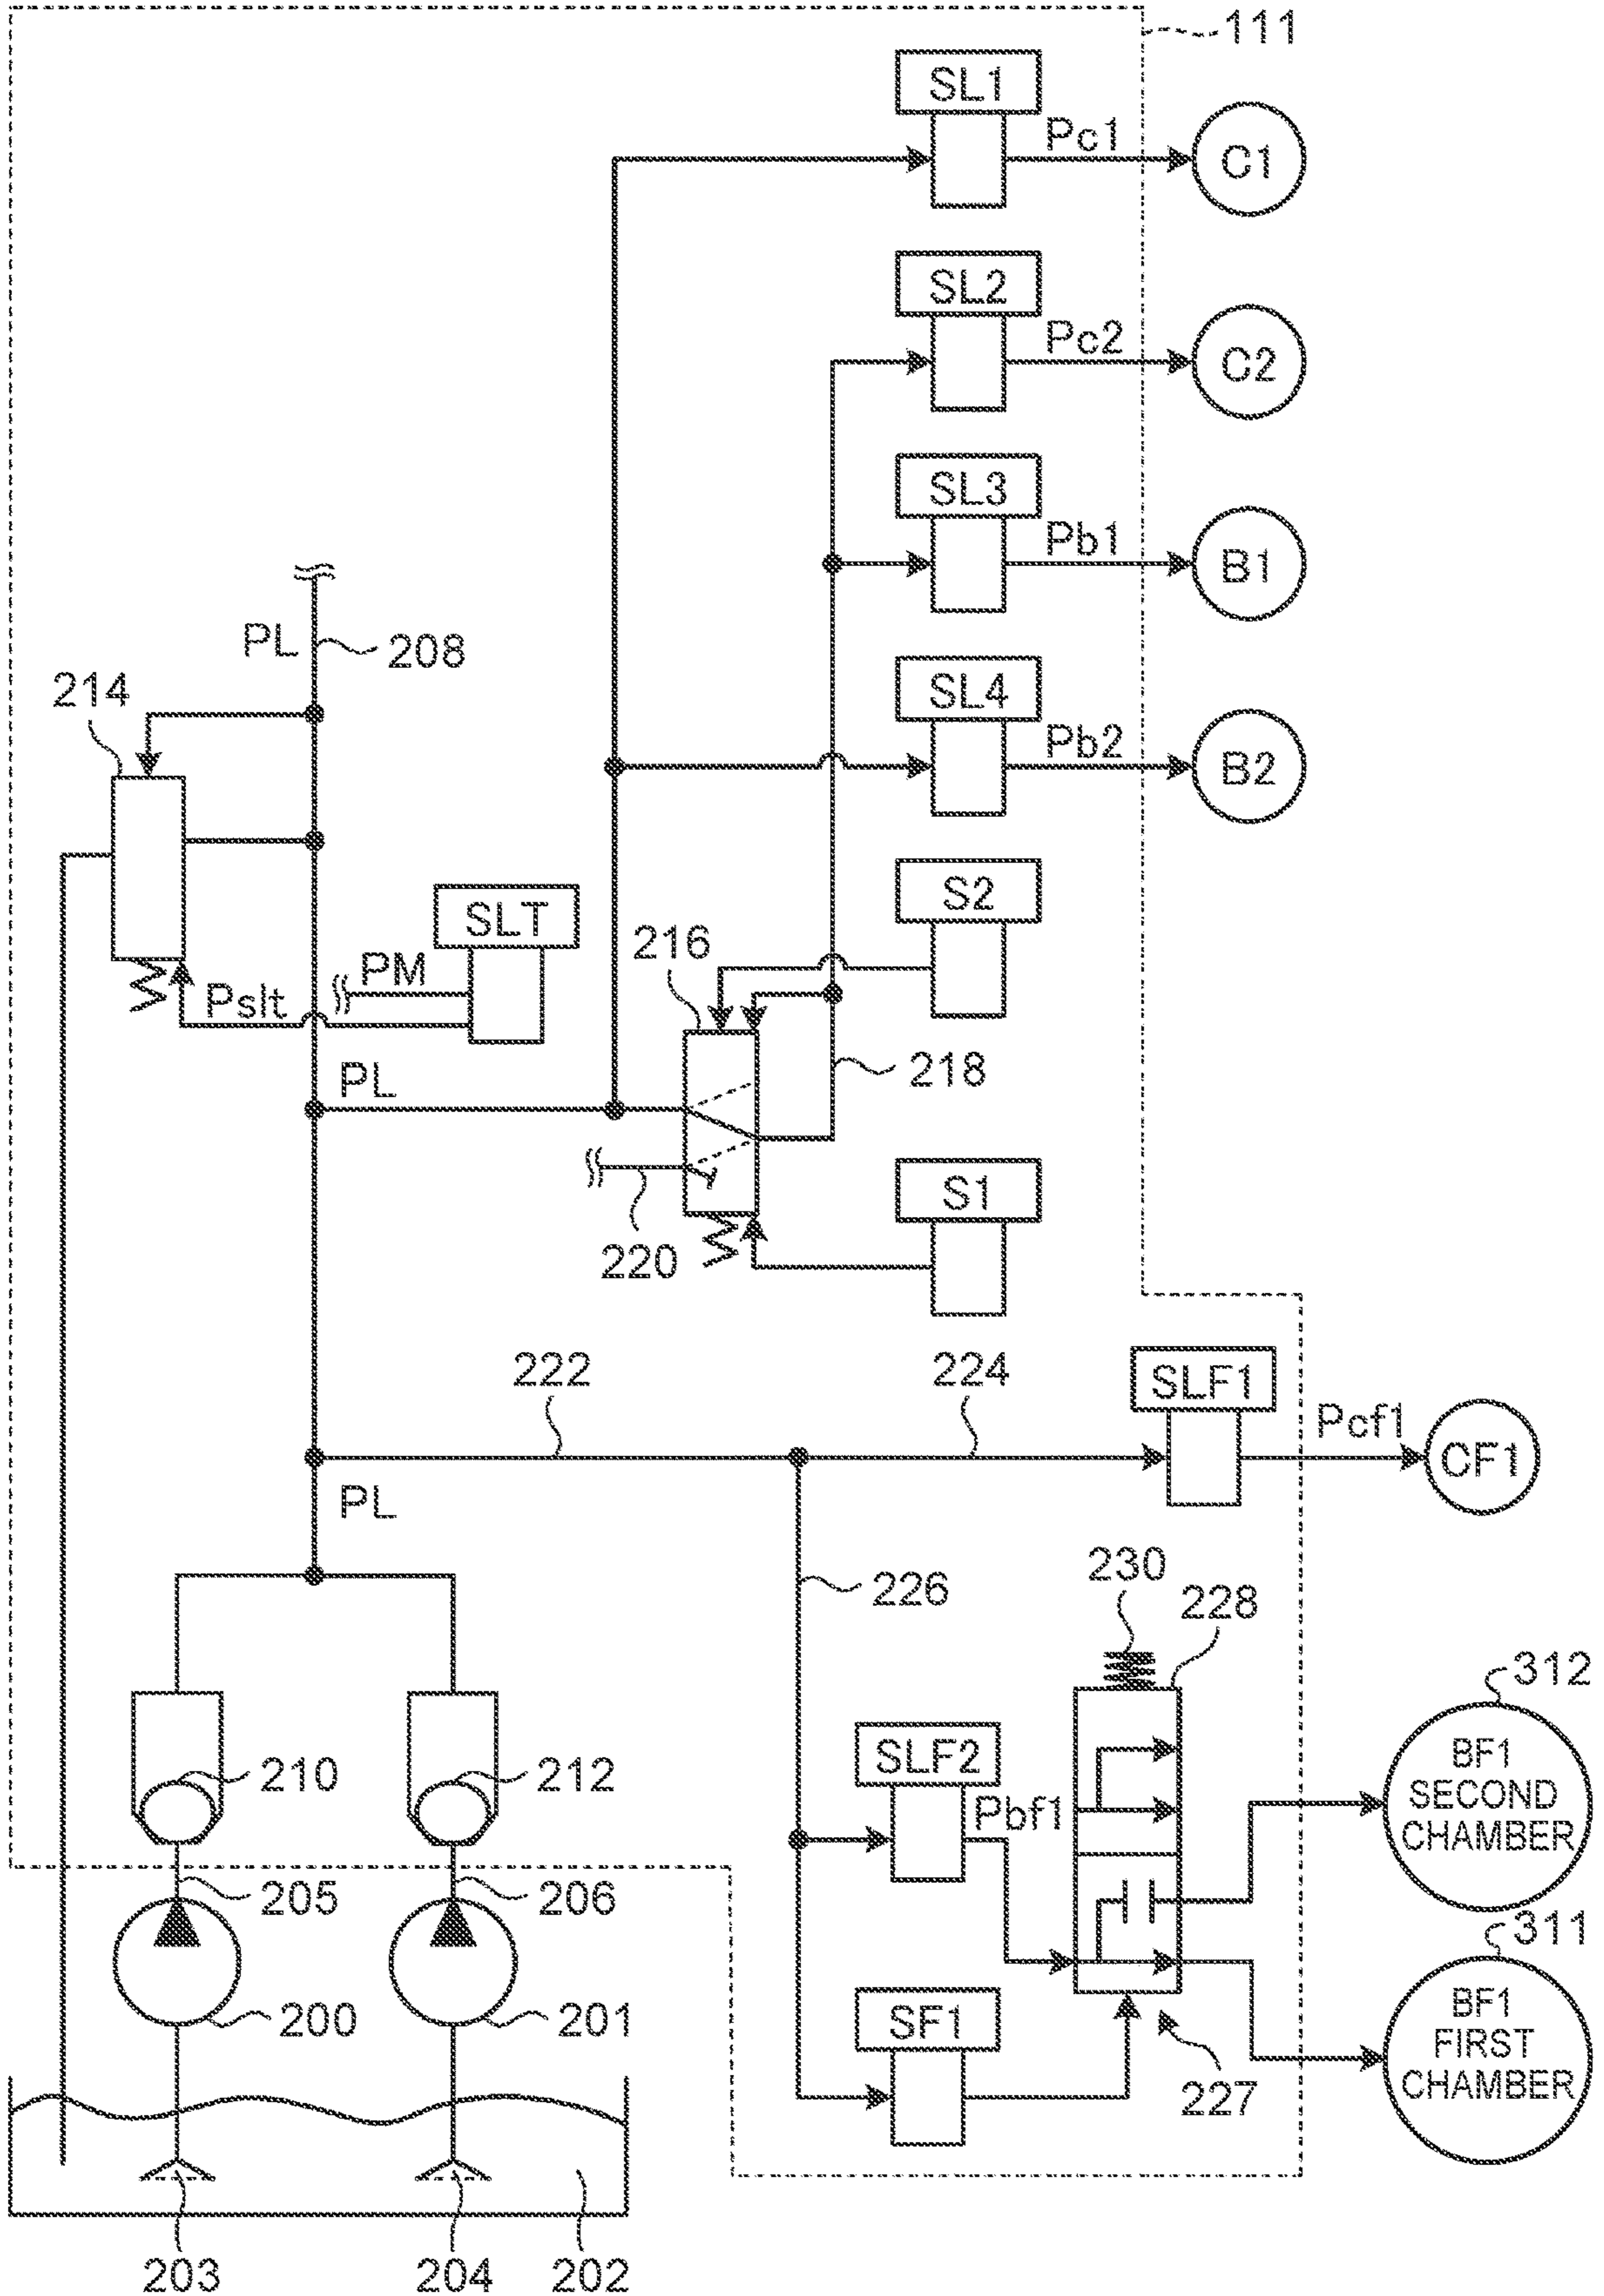 111
SL1
Pc1
C1
SL2
Pc2
C2
SL3
Pb1
B1
PL
208
214
SL4
Pb2
B2
S2
SLT
216
PM
Pslt
218
PL
S1
220
222
224
SLF1
Pcf1
CF1
PL
230
226
228
312
SLF2
BF1
SECOND
CHAMBER
210
212
Pbf1
205
206
311
200
201
SF1
BF1
FIRST
CHAMBER
227
203
204
202